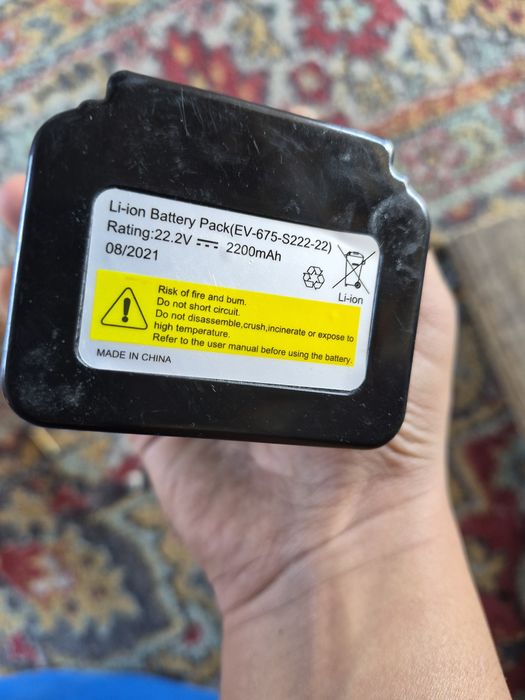 Li-ion Battery Pack(EV-675-S222-22)
Rating:22.2V 2200mAh
08/2021
Li-ion
Risk of fire and burn.
Do not short circuit.
Do not disassemble,crush,incinerate or expose to
high temperature.
Refer to the user manual before using the battery.
MADE IN CHINA